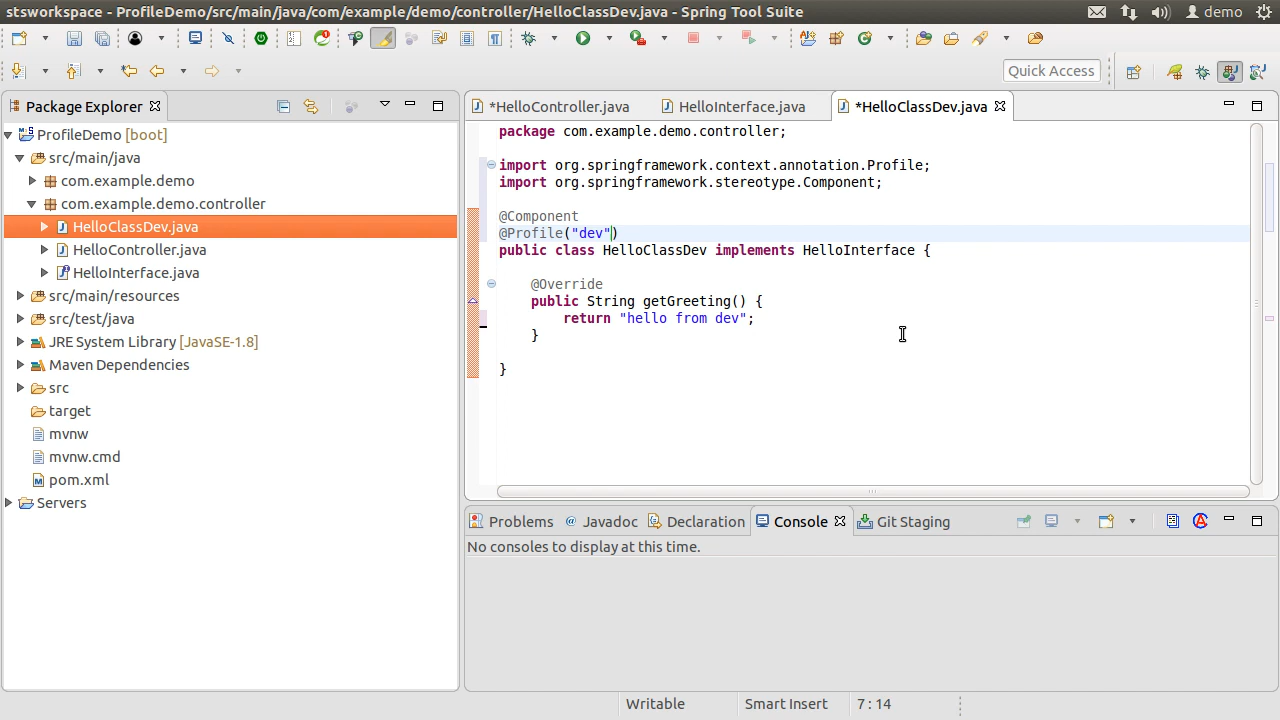 stsworkspace - ProfileDemo/src/main/java/com/example/demo/controller/HelloClassDev.java - Spring Tool Suite
demo
Quick Access
Package Explorer
*HelloController.java
HelloInterface.java
*HelloClassDev.java
ProfileDemo [boot]
src/main/java
com.example.demo
com.example.demo.controller
HelloClassDev.java
HelloController.java
HelloInterface.java
src/main/resources
src/test/java
JRE System Library [JavaSE-1.8]
Maven Dependencies
src
target
mvnw
mvnw.cmd
pom.xml
Servers
package com.example.demo.controller;
import org.springframework.context.annotation.Profile;
import org.springframework.stereotype.Component;
@Component
@Profile("dev")
public class HelloClassDev implements HelloInterface {
@Override
public String getGreeting() {
return "hello from dev";
}
}
Problems
@ Javadoc
Declaration
Console
Git Staging
No consoles to display at this time.
Writable
Smart Insert
7 : 14